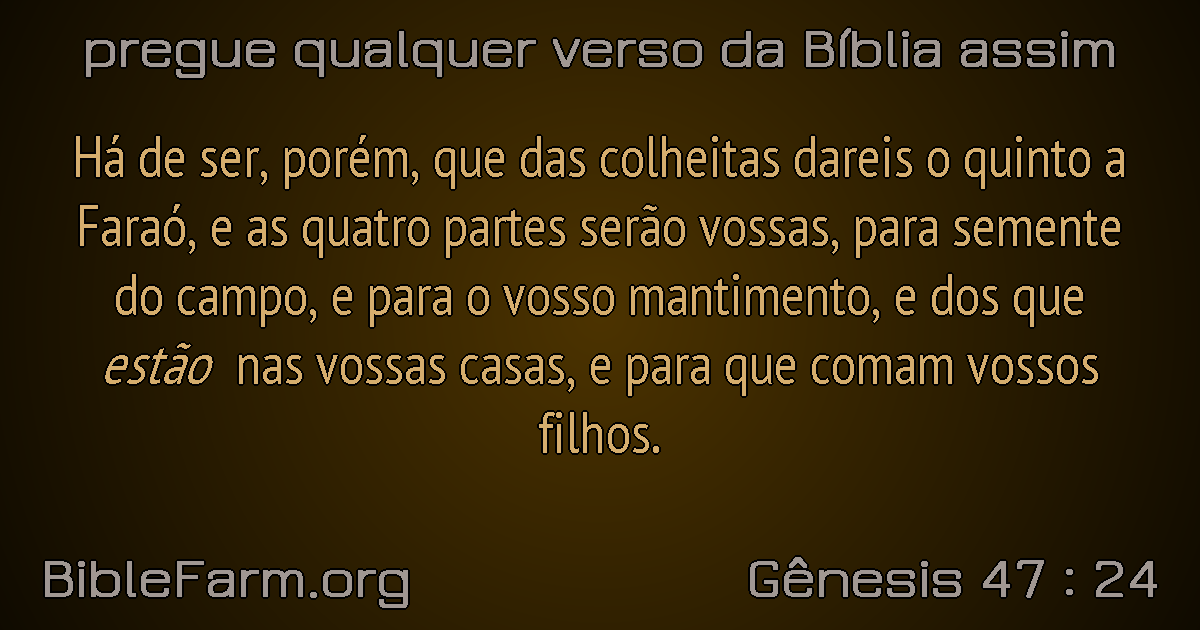 pregue qualquer verso da Bíblia assim
Há de ser, porém, que das colheitas dareis o quinto a
Faraó, e as quatro partes serão vossas, para semente
do campo, e para o vosso mantimento, e dos que
estão nas vossas casas, e para que comam vossos
filhos.
BibleFarm.org
Gênesis 47 : 24